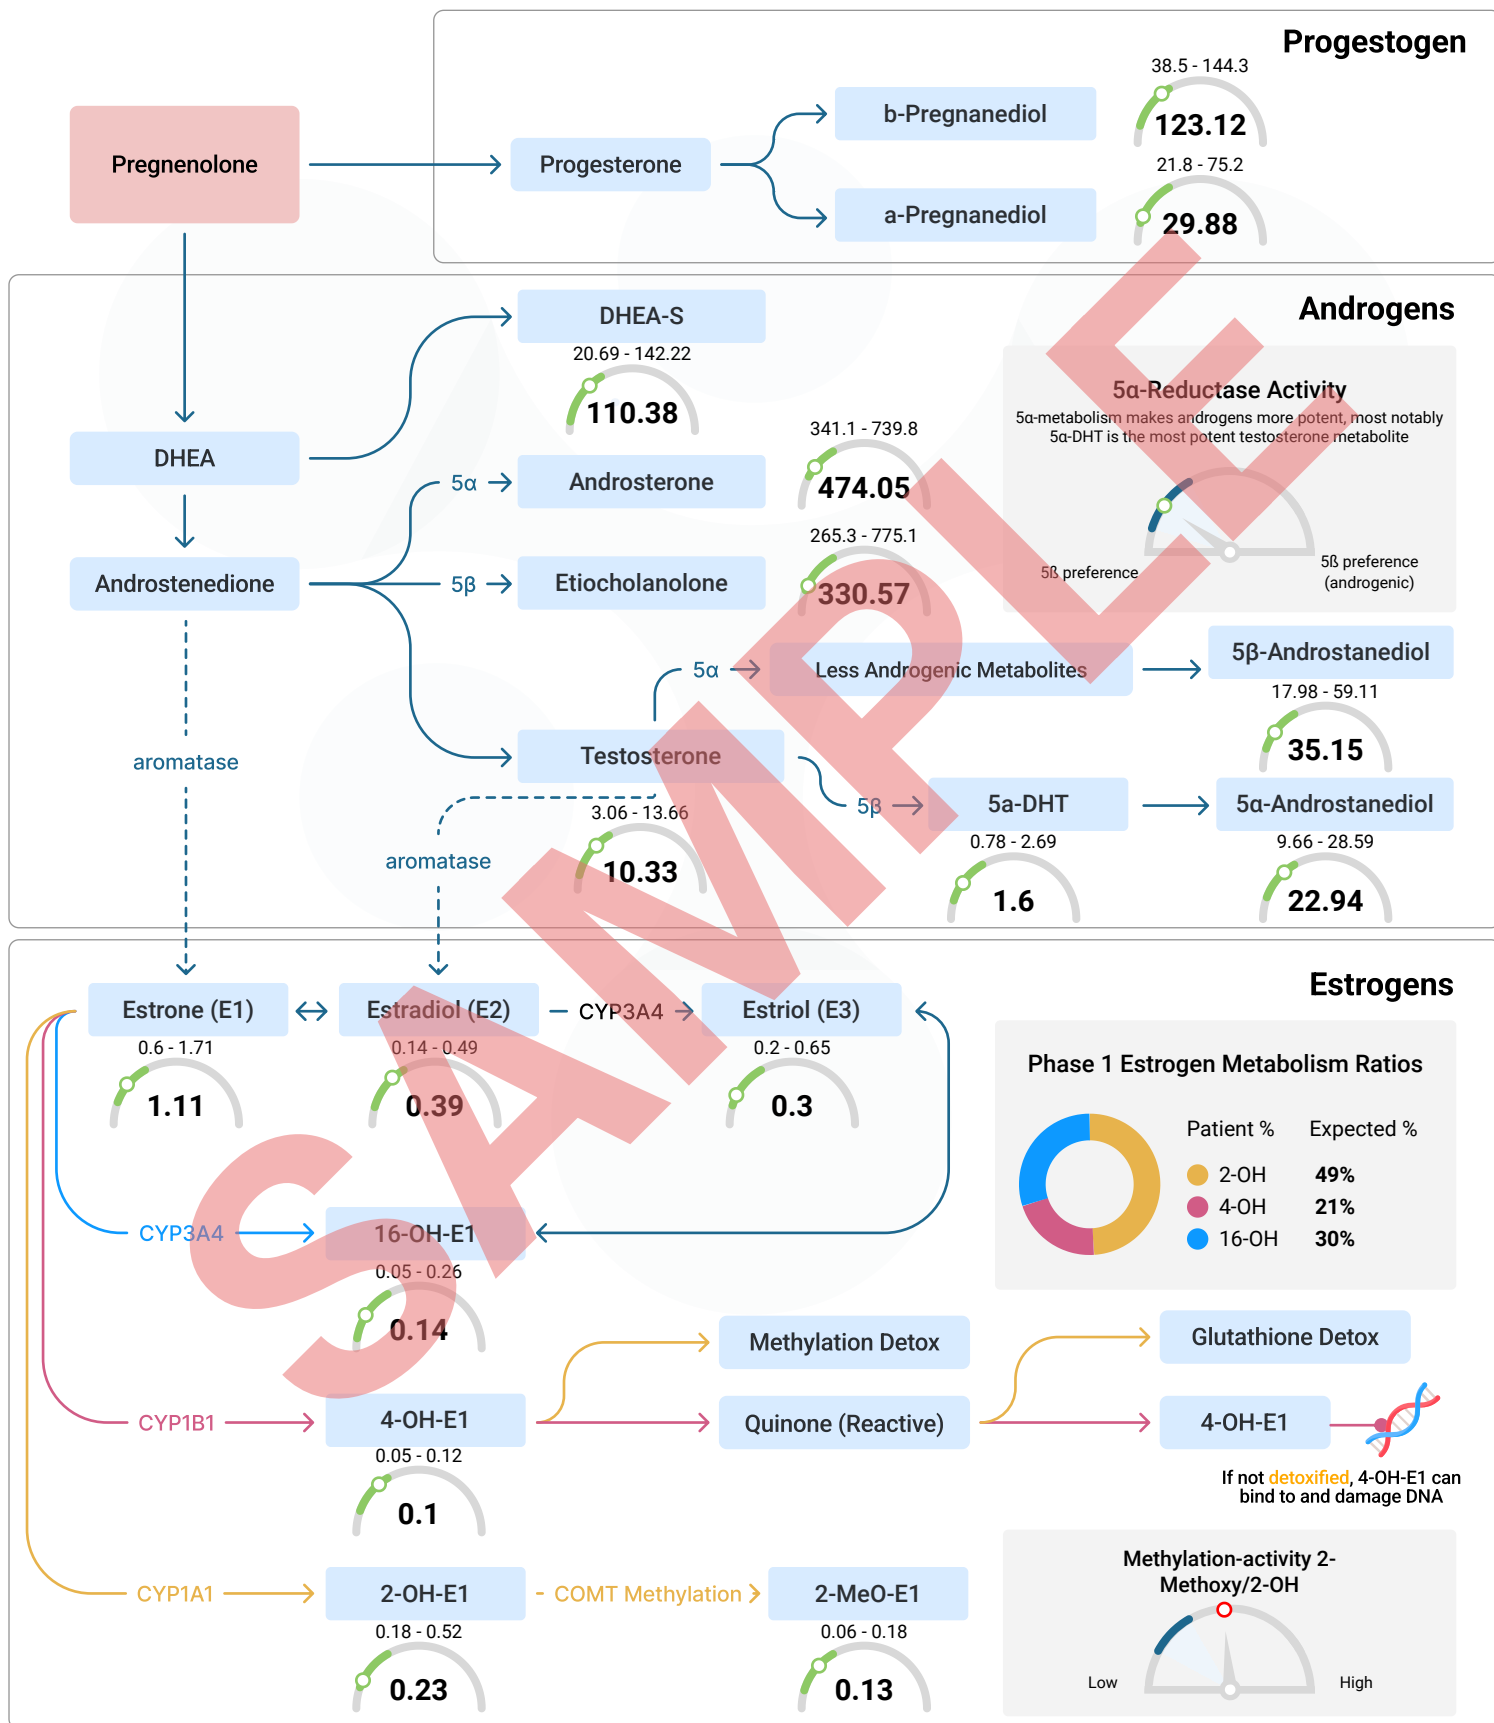 Progestogen
38.5 - 144.3
b-Pregnanediol
123.12
Pregnenolone
Progesterone
21.8 - 75.2
a-Pregnanediol
29.88
Androgens
DHEA-S
20.69 - 142.22
110.38
5α-Reductase Activity
5α-metabolism makes androgens more potent, most notably
5α-DHT is the most potent testosterone metabolite
5ß preference
5ß preference
(androgenic)
DHEA
341.1 - 739.8
5α
Androsterone
474.05
265.3 - 775.1
Androstenedione
5β
Etiocholanolone
330.57
5α
Less Androgenic Metabolites
5β-Androstanediol
17.98 - 59.11
35.15
aromatase
Testosterone
3.06 - 13.66
10.33
5β
5a-DHT
0.78 - 2.69
1.6
5α-Androstanediol
9.66 - 28.59
22.94
aromatase
Estrogens
Estrone (E1)
0.6 - 1.71
1.11
Estradiol (E2)
0.14 - 0.49
0.39
CYP3A4
Estriol (E3)
0.2 - 0.65
0.3
Phase 1 Estrogen Metabolism Ratios
Patient % Expected %
2-OH 49%
4-OH 21%
16-OH 30%
CYP3A4
16-OH-E1
0.05 - 0.26
0.14
Methylation Detox
Glutathione Detox
CYP1B1
4-OH-E1
0.05 - 0.12
0.1
Quinone (Reactive)
4-OH-E1
If not detoxified, 4-OH-E1 can
bind to and damage DNA
CYP1A1
2-OH-E1
0.18 - 0.52
0.23
COMT Methylation
2-MeO-E1
0.06 - 0.18
0.13
Methylation-activity 2-
Methoxy/2-OH
Low
High
SAMPLE